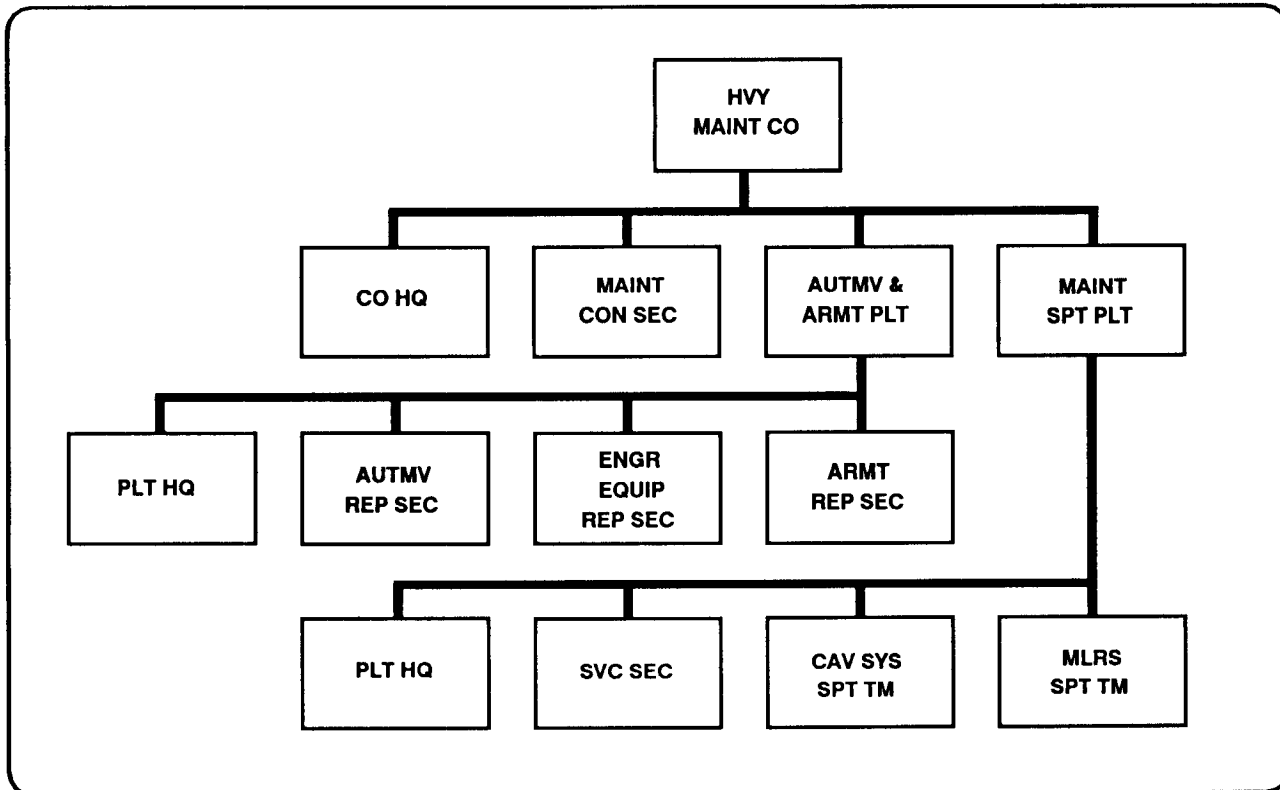 HVY
MAINT CO
CO HQ
MAINT
CON SEC
AUTMV &
ARMT PLT
MAINT
SPT PLT
PLT HQ
AUTMV
REP SEC
ENGR
EQUIP
REP SEC
ARMT
REP SEC
PLT HQ
SVC SEC
CAV SYS
SPT TM
MLRS
SPT TM